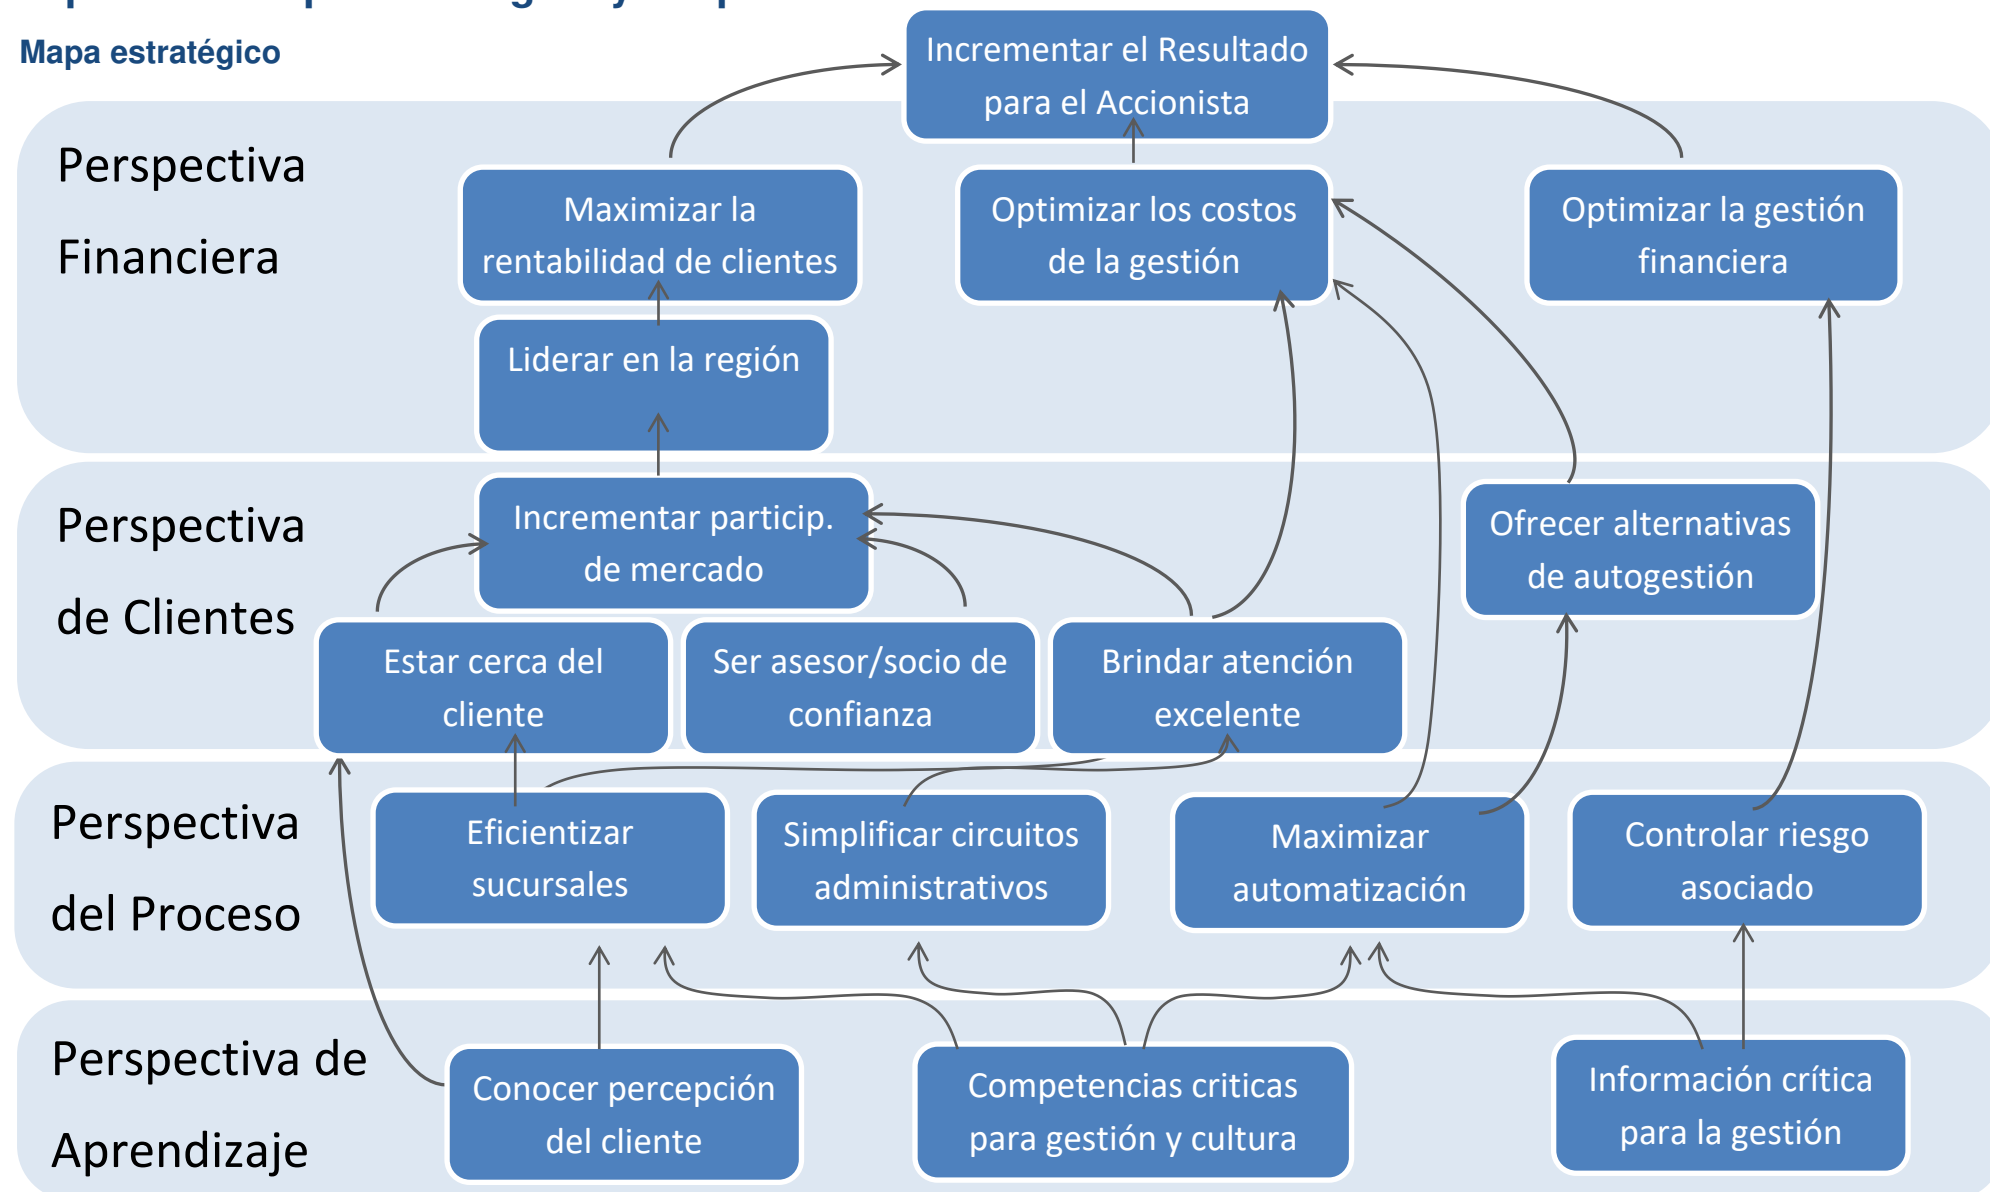 Mapa estratégico
Incrementar el Resultado
para el Accionista
Perspectiva
Financiera
Maximizar la
rentabilidad de clientes
Optimizar los costos
de la gestión
Optimizar la gestión
financiera
Liderar en la región
Perspectiva
de Clientes
Incrementar particip.
de mercado
Ofrecer alternativas
de autogestión
Estar cerca del
cliente
Ser asesor/socio de
confianza
Brindar atención
excelente
Perspectiva
del Proceso
Eficientizar
sucursales
Simplificar circuitos
administrativos
Maximizar
automatización
Controlar riesgo
asociado
Perspectiva de
Aprendizaje
Conocer percepción
del cliente
Competencias criticas
para gestión y cultura
Información crítica
para la gestión